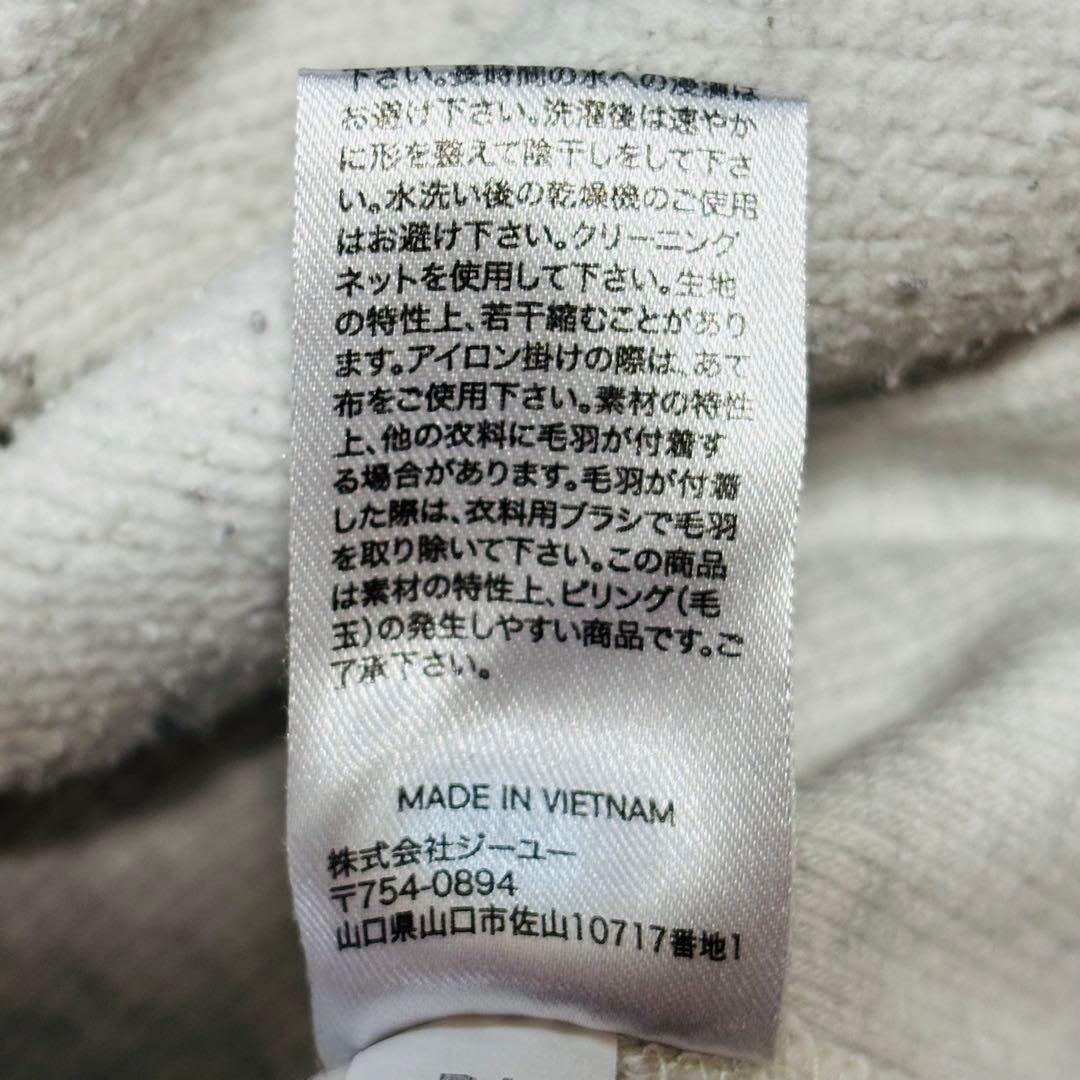 下さい。長時間の水への浸漬は
お避け下さい。洗濯後は速やか
に形を整えて陰干しをして下さ
い。水洗い後の乾燥機のご使用
はお避け下さい。クリーニング
ネットを使用して下さい。生地
の特性上、若干縮むことがあり
ます。アイロン掛けの際は、あて
布をご使用下さい。素材の特性
上、他の衣料に毛羽が付着す
る場合があります。毛羽が付着
した際は、衣料用ブラシで毛羽
を取り除いて下さい。この商品
は素材の特性上、ピリング(毛
玉)の発生しやすい商品です。ご
了承下さい。
MADE IN VIETNAM
株式会社ジーユー
〒754-0894
山口県山口市佐山10717番地1